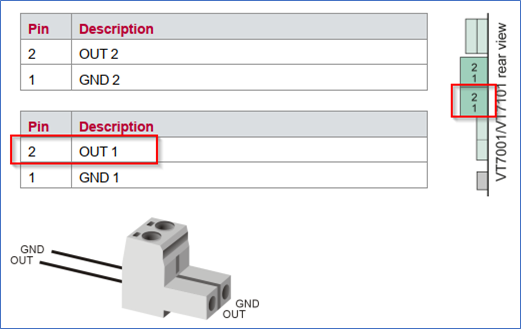 Pin Description
2 OUT 2
1 GND 2
Pin Description
2 OUT 1
1 GND 1
2
1
2
1
VT7001/VT7101 rear view
GND
OUT
GND
OUT